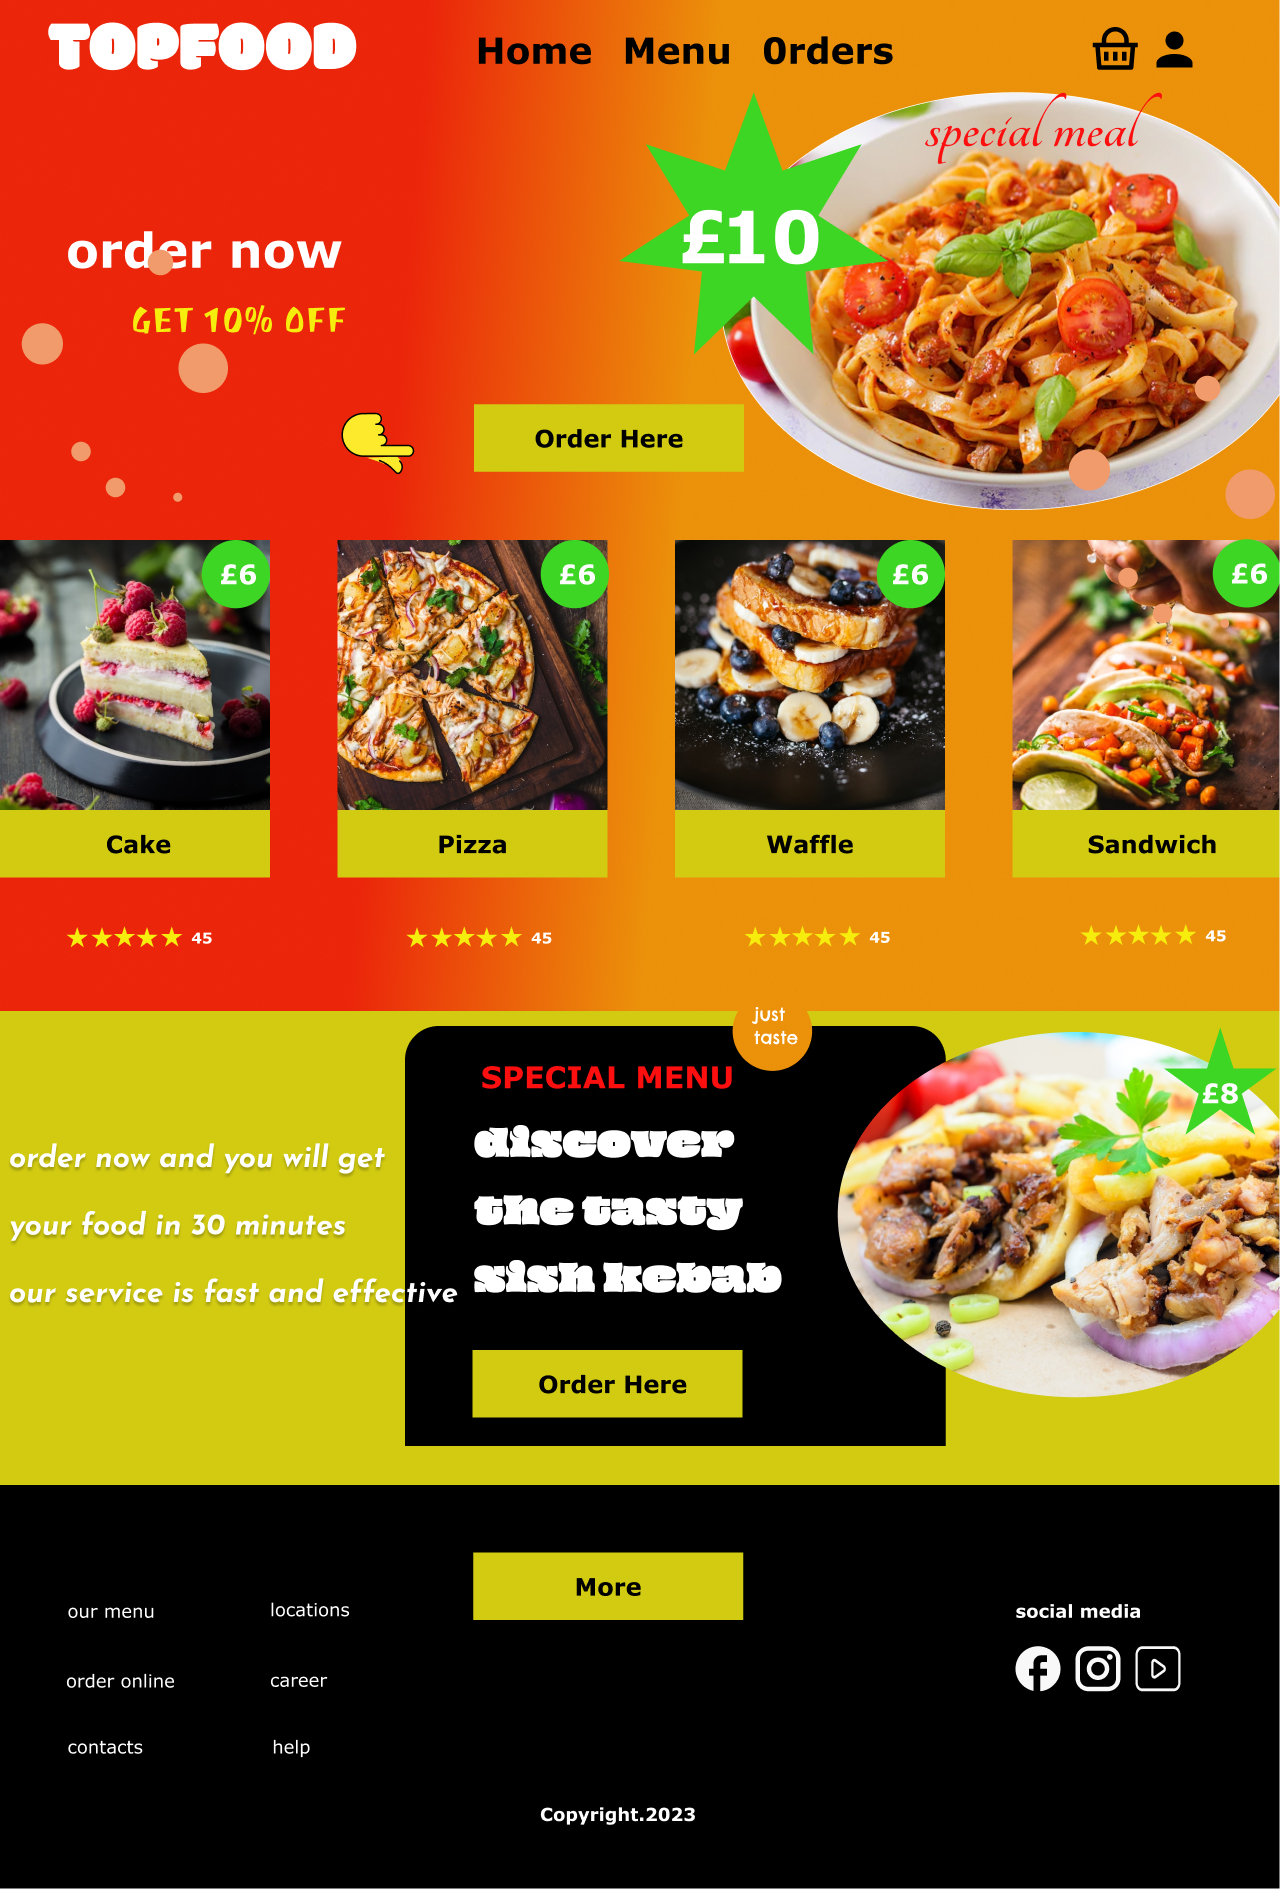 TOPFOOD
Home Menu 0rders
special meal
£10
order now
GET 10% OFF
Order Here
£6
£6
£6
£6
Cake
Pizza
Waffle
Sandwich
45
45
45
45
just
taste
SPECIAL MENU
£8
discover
the tasty
sish kebab
order now and you will get
your food in 30 minutes
our service is fast and effective
Order Here
More
our menu
locations
social media
order online
career
contacts
help
Copyright.2023